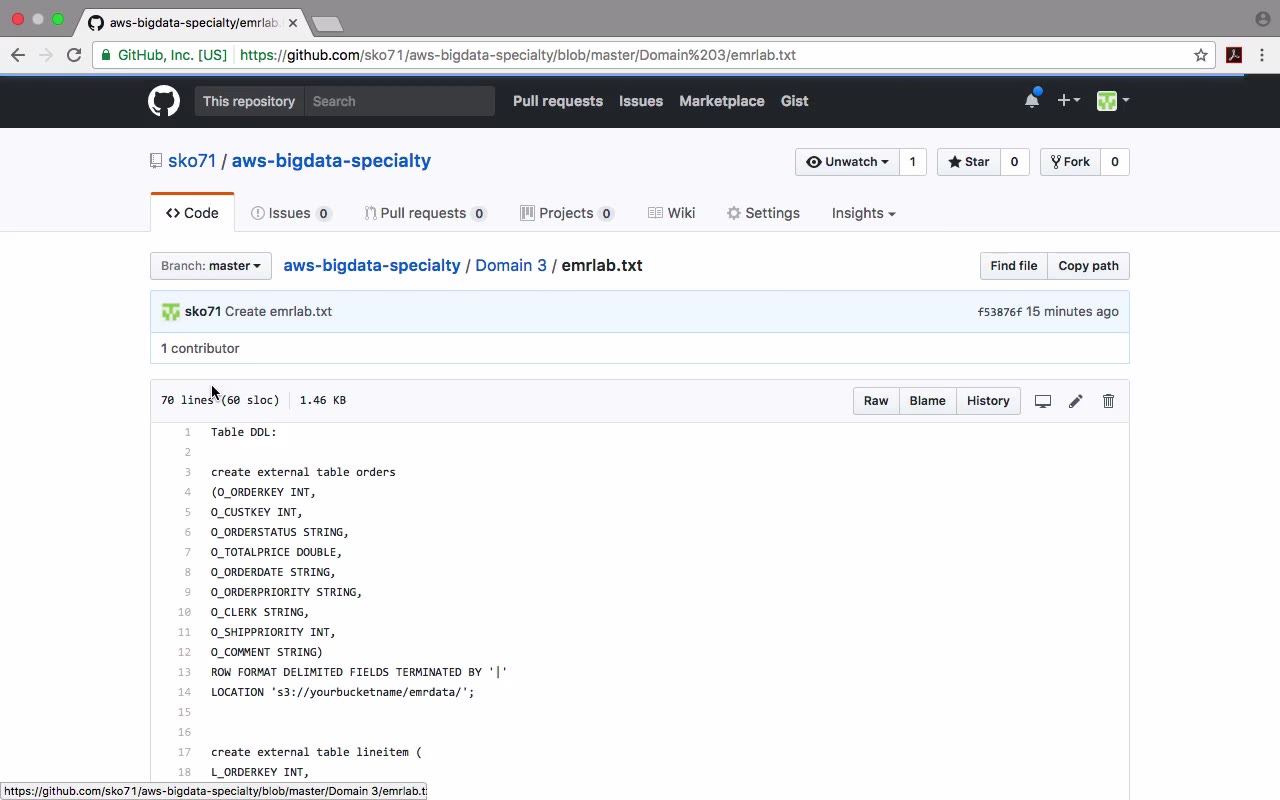 aws-bigdata-specialty/emrlab.
GitHub, Inc. [US] https://github.com/sko71/aws-bigdata-specialty/blob/master/Domain%203/emrlab.txt
This repository Search Pull requests Issues Marketplace Gist
sko71 / aws-bigdata-specialty Unwatch 1 Star 0 Fork 0
Code Issues 0 Pull requests 0 Projects 0 Wiki Settings Insights
Branch: master aws-bigdata-specialty / Domain 3 / emrlab.txt Find file Copy path
sko71 Create emrlab.txt f53876f 15 minutes ago
1 contributor
70 lines (60 sloc) 1.46 KB Raw Blame History
1 Table DDL:
2
3 create external table orders
4 (O_ORDERKEY INT,
5 O_CUSTKEY INT,
6 O_ORDERSTATUS STRING,
7 O_TOTALPRICE DOUBLE,
8 O_ORDERDATE STRING,
9 O_ORDERPRIORITY STRING,
10 O_CLERK STRING,
11 O_SHIPPRIORITY INT,
12 O_COMMENT STRING)
13 ROW FORMAT DELIMITED FIELDS TERMINATED BY '|'
14 LOCATION 's3://yourbucketname/emrdata/';
15
16
17 create external table lineitem (
18 L_ORDERKEY INT,
https://github.com/sko71/aws-bigdata-specialty/blob/master/Domain 3/emrlab.t